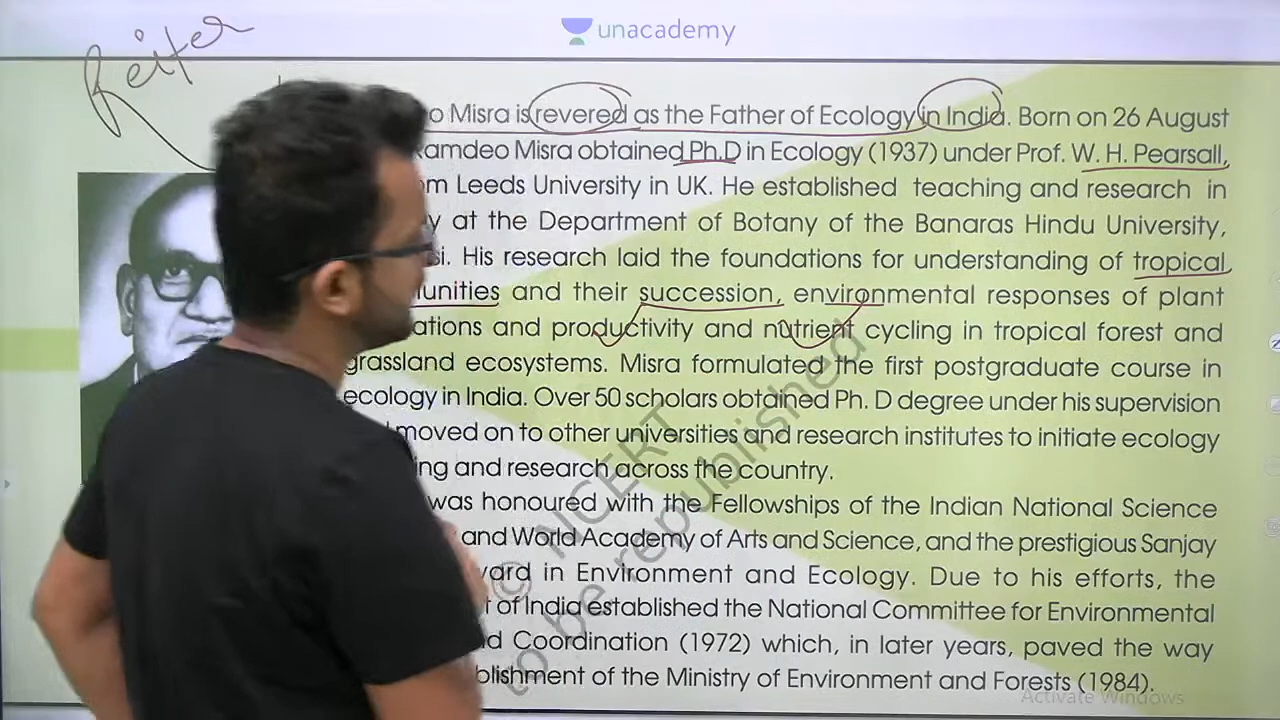 unacademy
Reiter
Misra is revered as the Father of Ecology in India. Born on 26 August
Ramdeo Misra obtained Ph.D in Ecology (1937) under Prof. W. H. Pearsall,
Leeds University in UK. He established teaching and research in
at the Department of Botany of the Banaras Hindu University,
His research laid the foundations for understanding of tropical
and their succession, environmental responses of plant
and productivity and nutrient cycling in tropical forest and
grassland ecosystems. Misra formulated the first postgraduate course in
ecology in India. Over 50 scholars obtained Ph. D degree under his supervision
moved on to other universities and research institutes to initiate ecology
and research across the country.
was honoured with the Fellowships of the Indian National Science
and World Academy of Arts and Science, and the prestigious Sanjay
in Environment and Ecology. Due to his efforts, the
of India established the National Committee for Environmental
Coordination (1972) which, in later years, paved the way
of the Ministry of Environment and Forests (1984).
© NCERT
to be republished
Activate Windows